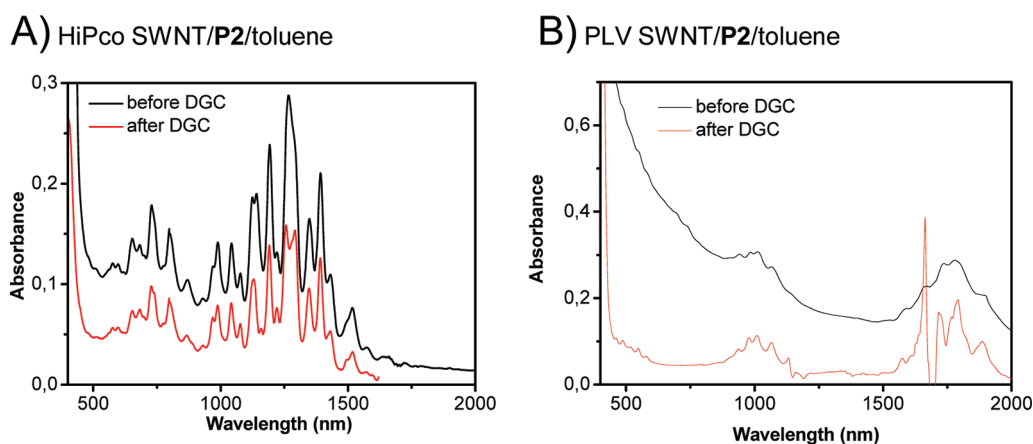 A) HiPco SWNT/P2/toluene
0,3
0,2
0,1
0,0
Absorbance
before DGC
after DGC
500
1000
1500
2000
Wavelength (nm)
B) PLV SWNT/P2/toluene
0,6
0,4
0,2
0,0
Absorbance
before DGC
after DGC
500
1000
1500
2000
Wavelength (nm)